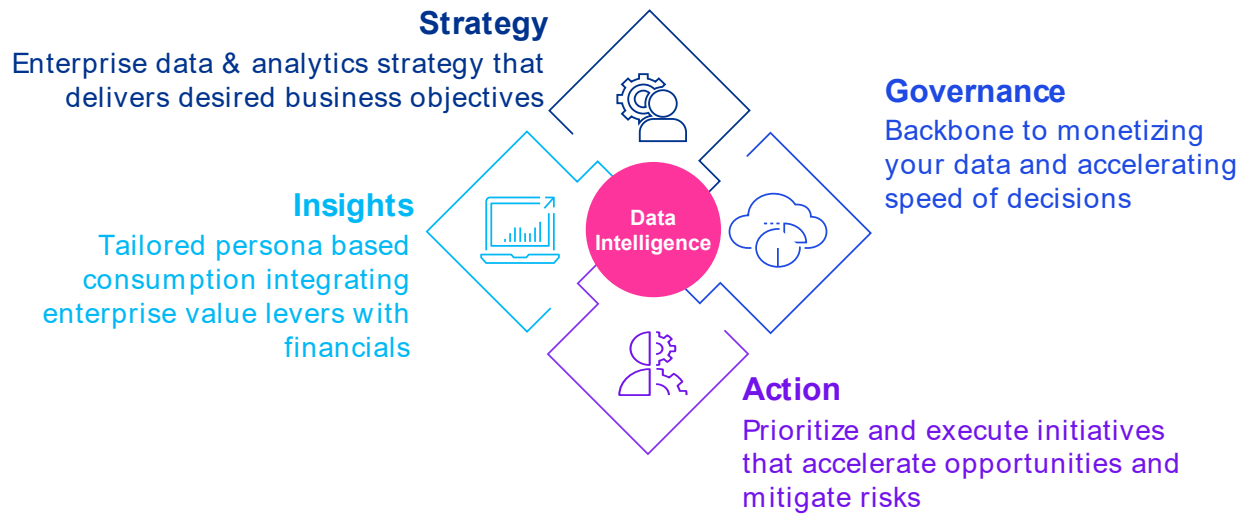 Strategy
Enterprise data & analytics strategy that
delivers desired business objectives
Governance
Backbone to monetizing
your data and accelerating
speed of decisions
Insights
Tailored persona based
consumption integrating
enterprise value levers with
financials
Data
Intelligence
Action
Prioritize and execute initiatives
that accelerate opportunities and
mitigate risks